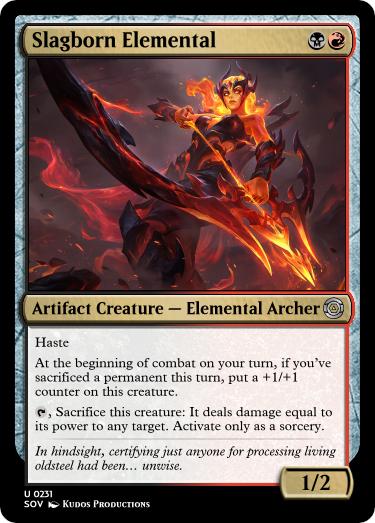 Slagborn Elemental
Artifact Creature — Elemental Archer
Haste
At the beginning of combat on your turn, if you've
sacrificed a permanent this turn, put a +1/+1
counter on this creature.
, Sacrifice this creature: It deals damage equal to
its power to any target. Activate only as a sorcery.
In hindsight, certifying just anyone for processing living
oldsteel had been… unwise.
1/2
U 0231
SOV Kudos Productions